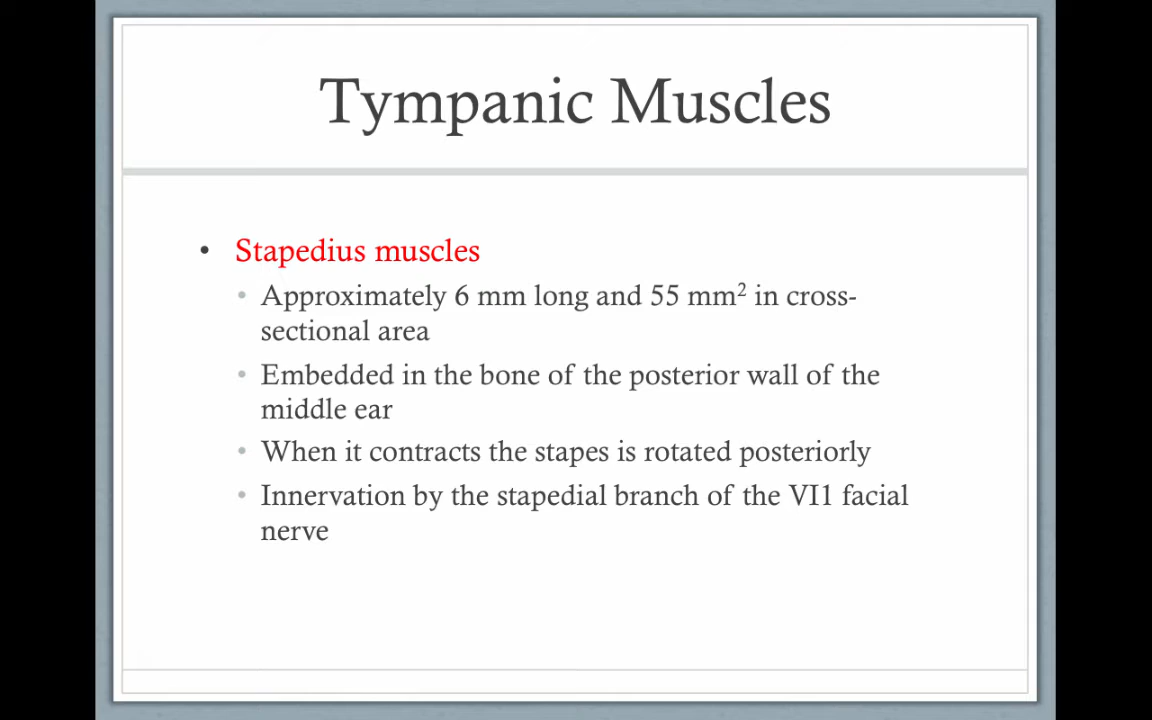 Tympanic Muscles
• Stapedius muscles
• Approximately 6 mm long and 55 mm² in cross-
sectional area
• Embedded in the bone of the posterior wall of the
middle ear
• When it contracts the stapes is rotated posteriorly
• Innervation by the stapedial branch of the VI1 facial
nerve